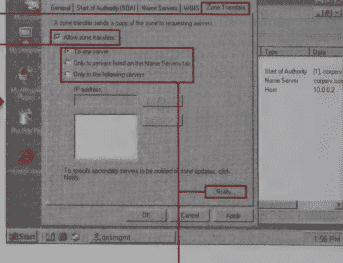 General | Start of Authority (SOA) | Name Servers | WINS | Zone Transfers
A zone transfer sends a copy of the zone to requesting servers.
Allow zone transfers:
To any server
Only to servers listed on the Name Servers tab
Only to the following servers
IP address:
To specify secondary servers to be notified of zone updates, click
Notify.
Notify...
OK Cancel Apply
Type Data
Start of Authority [1],
Name Server
Host 10.0.0.2
Start dnsmgmt 1:56 PM